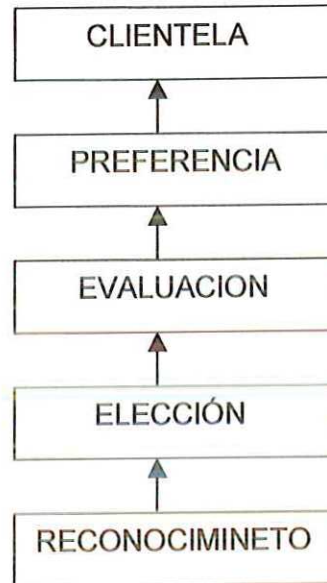 CLIENTELA
PREFERENCIA
EVALUACION
ELECCIÓN
RECONOCIMINETO